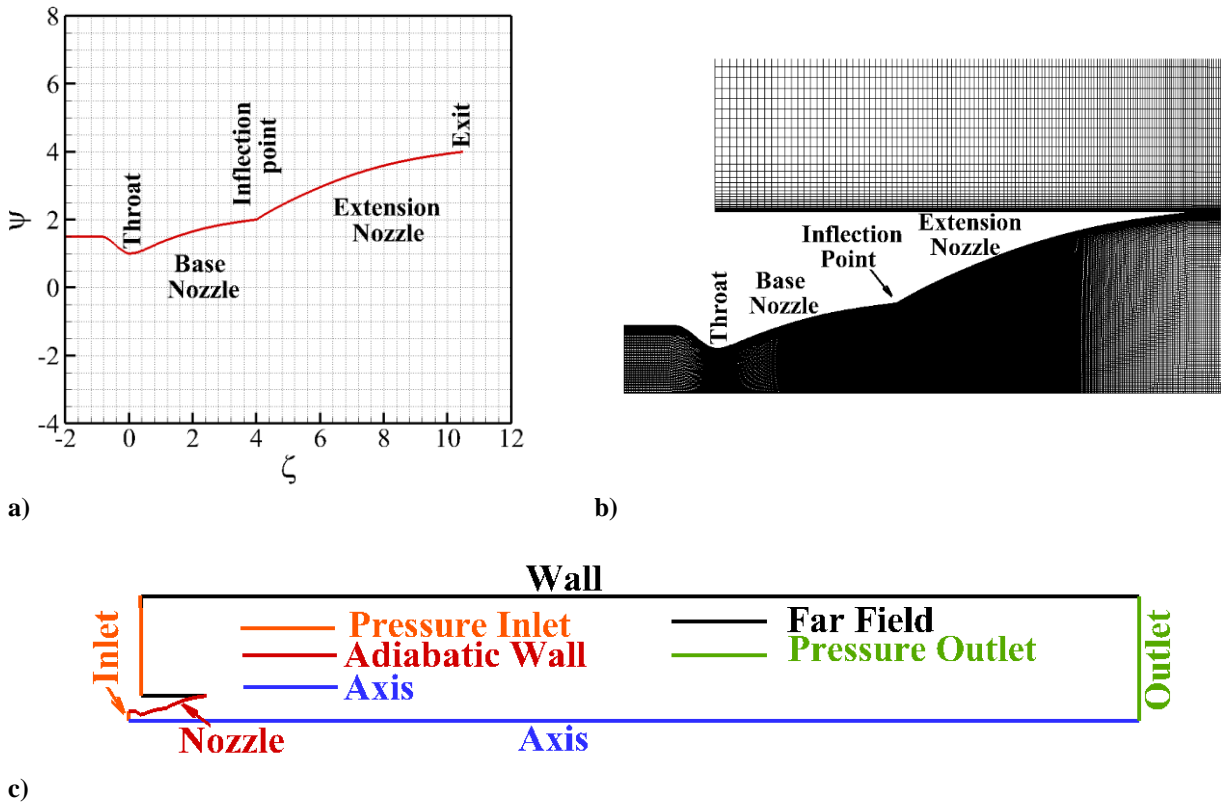 8
6
4
2
0
-2
-4
ψ
-2
0
2
4
6
8
10
12
ζ
Throat
Base
Nozzle
Inflection
point
Extension
Nozzle
Exit
a)
Throat
Base
Nozzle
Inflection
Point
Extension
Nozzle
b)
Wall
Inlet
Pressure Inlet
Adiabatic Wall
Axis
Far Field
Pressure Outlet
Outlet
Nozzle
Axis
c)